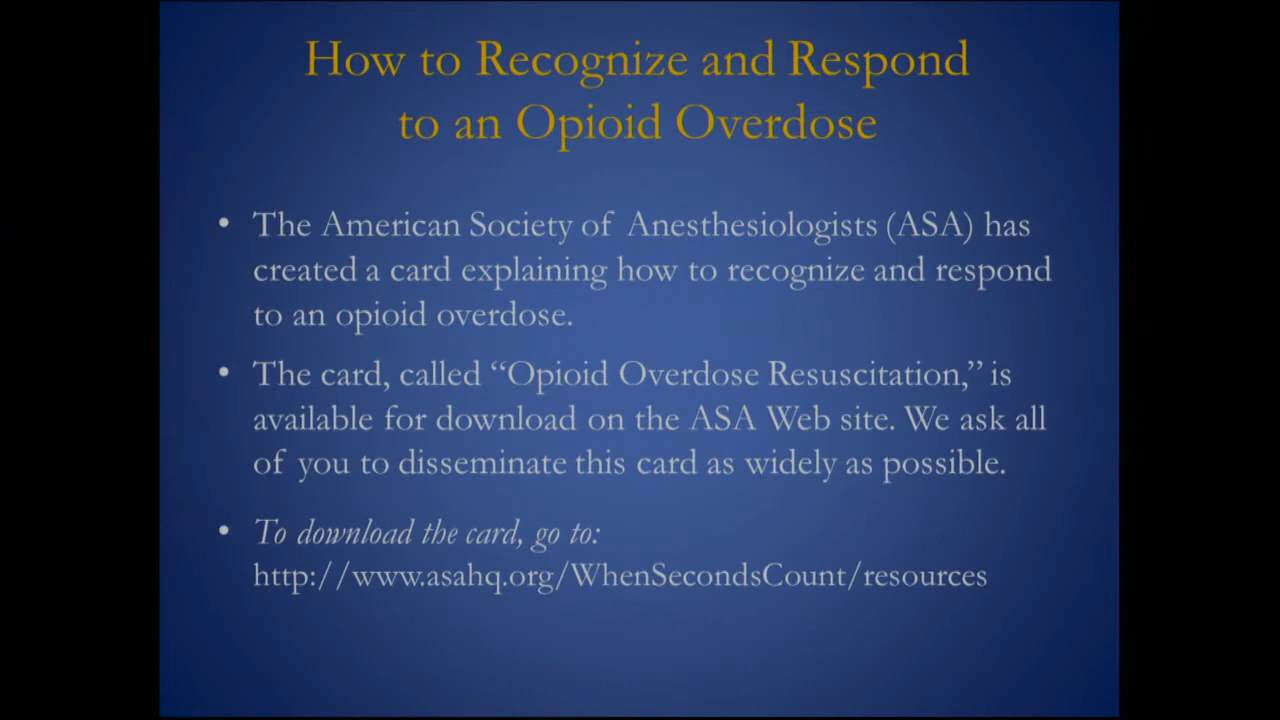 How to Recognize and Respond
to an Opioid Overdose
• The American Society of Anesthesiologists (ASA) has
created a card explaining how to recognize and respond
to an opioid overdose.
• The card, called “Opioid Overdose Resuscitation,” is
available for download on the ASA Web site. We ask all
of you to disseminate this card as widely as possible.
• To download the card, go to:
http://www.asahq.org/WhenSecondsCount/resources